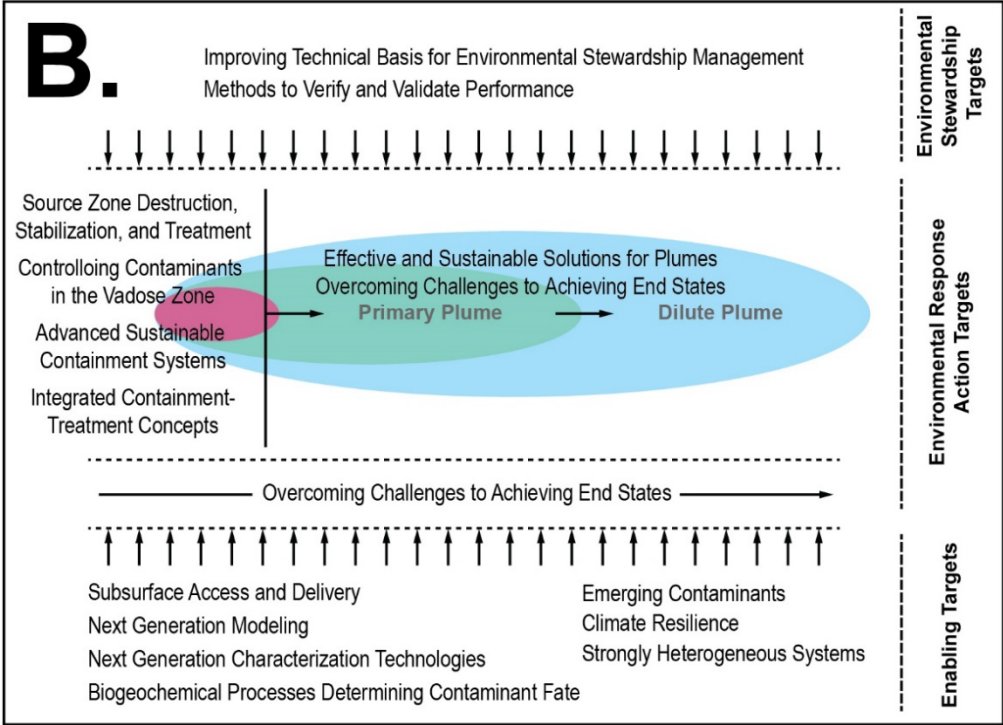 B.
Improving Technical Basis for Environmental Stewardship Management
Methods to Verify and Validate Performance
Environmental
Stewardship
Targets
Source Zone Destruction,
Stabilization, and Treatment
Controlloing Contaminants
in the Vadose Zone
Advanced Sustainable
Containment Systems
Integrated Containment-
Treatment Concepts
Effective and Sustainable Solutions for Plumes
Overcoming Challenges to Achieving End States
Primary Plume
Dilute Plume
Environmental Response
Action Targets
Overcoming Challenges to Achieving End States
Subsurface Access and Delivery
Next Generation Modeling
Next Generation Characterization Technologies
Biogeochemical Processes Determining Contaminant Fate
Emerging Contaminants
Climate Resilience
Strongly Heterogeneous Systems
Enabling Targets